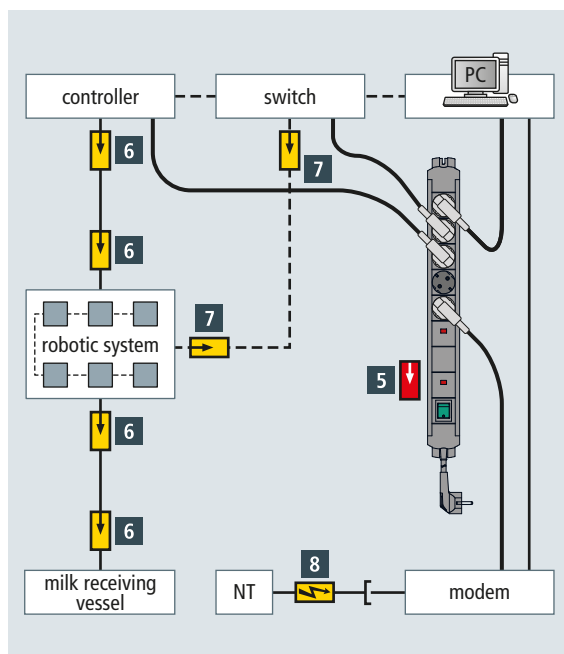 controller
switch
PC
6
7
6
7
robotic system
5
6
6
8
milk receiving
vessel
NT
modem